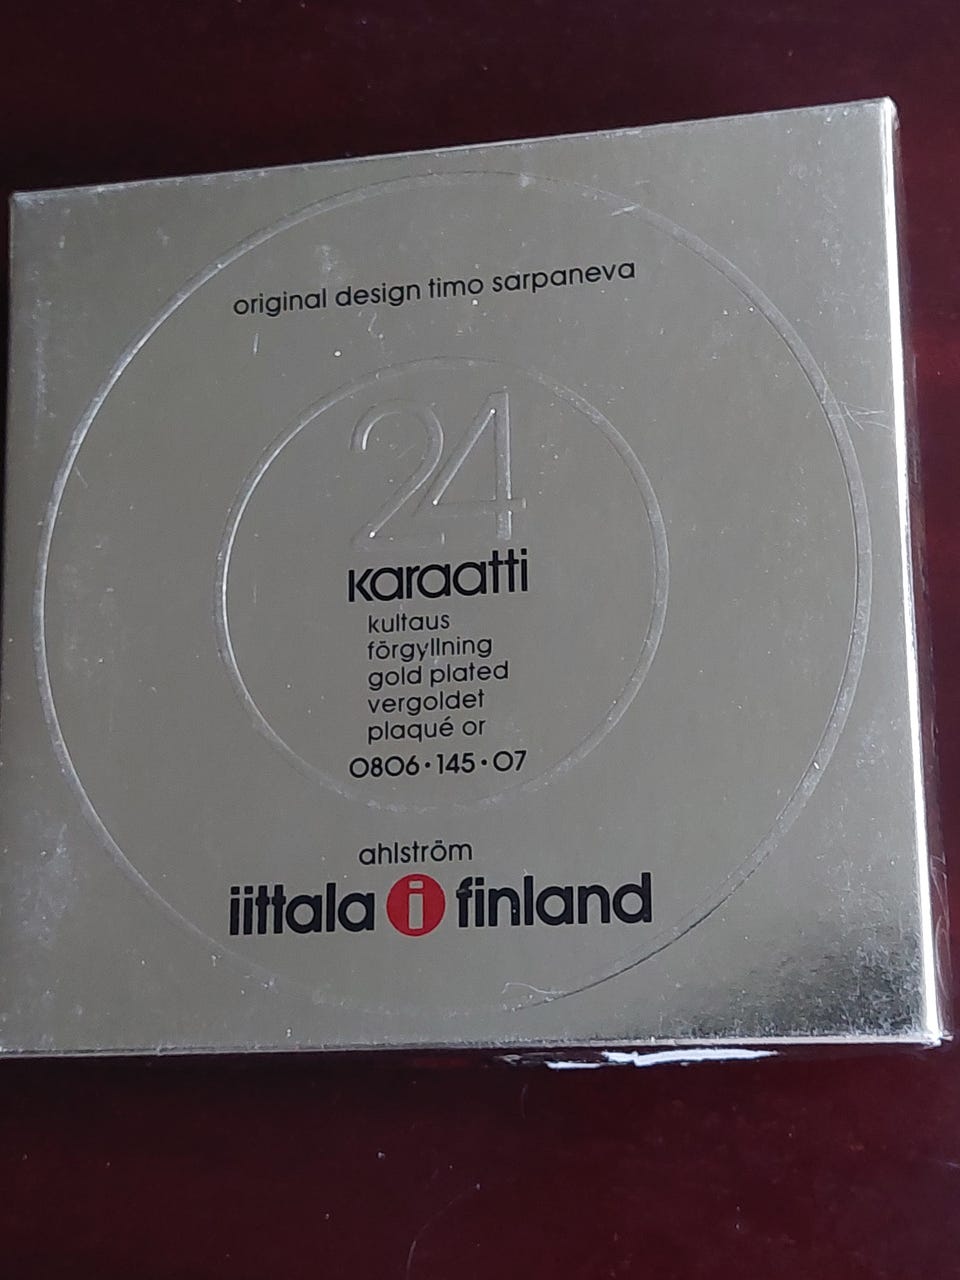 original design timo sarpaneva
24
karaatti
kultaus
förgyllning
gold plated
vergoldet
plaqué or
0806·145·07
ahlström
iittala i finland